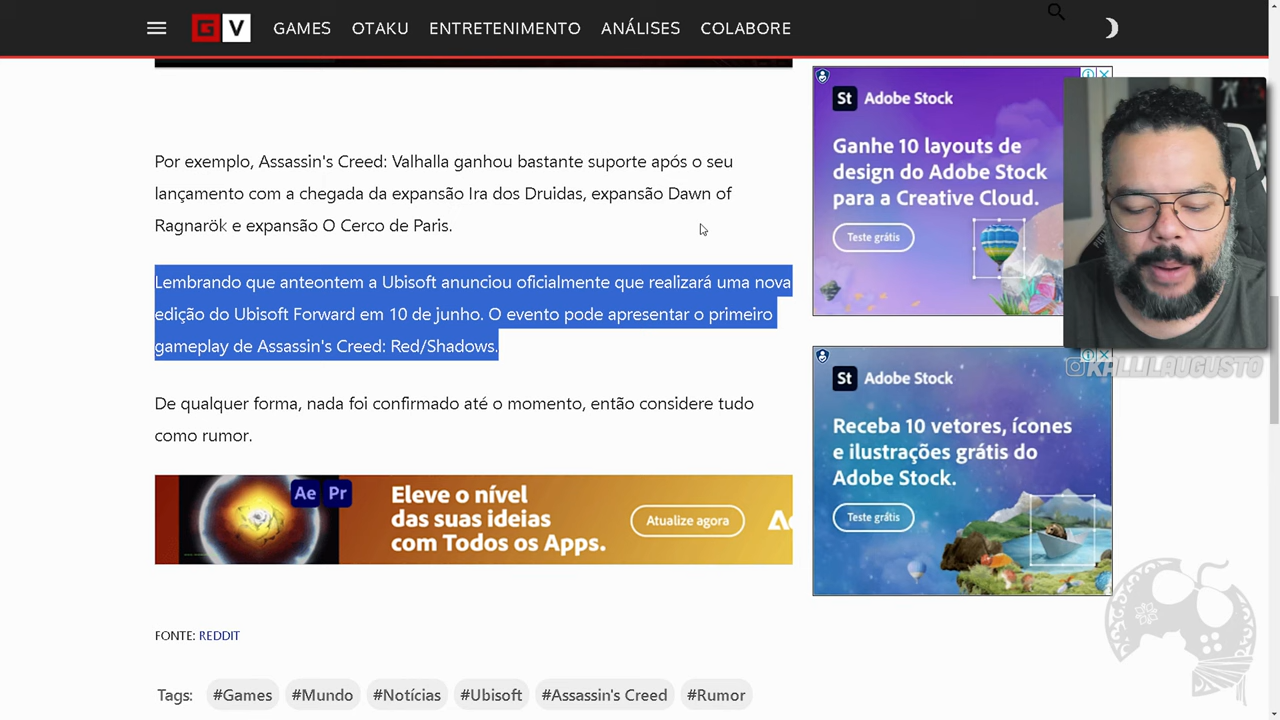 GV GAMES OTAKU ENTRETENIMENTO ANÁLISES COLABORE
Por exemplo, Assassin's Creed: Valhalla ganhou bastante suporte após o seu
lançamento com a chegada da expansão Ira dos Druidas, expansão Dawn of
Ragnarök e expansão O Cerco de Paris.
Lembrando que anteontem a Ubisoft anunciou oficialmente que realizará uma nova
edição do Ubisoft Forward em 10 de junho. O evento pode apresentar o primeiro
gameplay de Assassin's Creed: Red/Shadows.
De qualquer forma, nada foi confirmado até o momento, então considere tudo
como rumor.
Ae Pr
Eleve o nível
das suas ideias
com Todos os Apps.
Atualize agora
FONTE: REDDIT
Tags: #Games #Mundo #Notícias #Ubisoft #Assassin's Creed #Rumor
St Adobe Stock
Ganhe 10 layouts de
design do Adobe Stock
para a Creative Cloud.
Teste grátis
St Adobe Stock
Receba 10 vetores, ícones
e ilustrações grátis do
Adobe Stock.
Teste grátis
@KALLILAUGUSTO